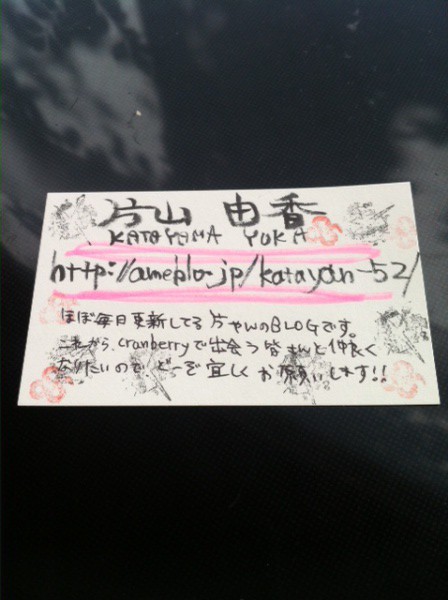 片山 由香
KATAYAMA YUKA
http://ameblo.jp/katayan-52/
ほぼ毎日更新してる片やんのBLOGです。
これから、cranberryで出会う皆さんと仲良く
なりたいので、どーぞ宜しくお願いします!!